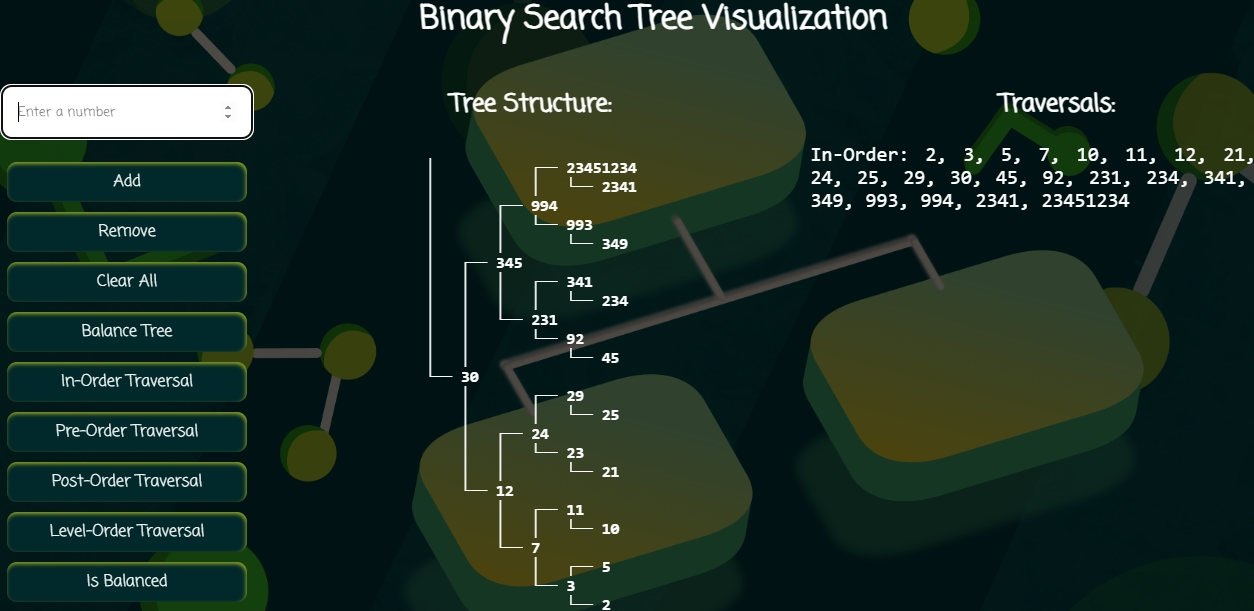 Binary Search Tree Visualization
Enter a number
Add
Remove
Clear All
Balance Tree
In-Order Traversal
Pre-Order Traversal
Post-Order Traversal
Level-Order Traversal
Is Balanced
Tree Structure:
23451234
2341
994
993
349
345
341
234
231
92
45
30
29
25
24
23
21
12
11
10
7
5
3
2
Traversals:
In-Order: 2, 3, 5, 7, 10, 11, 12, 21,
24, 25, 29, 30, 45, 92, 231, 234, 341,
349, 993, 994, 2341, 23451234